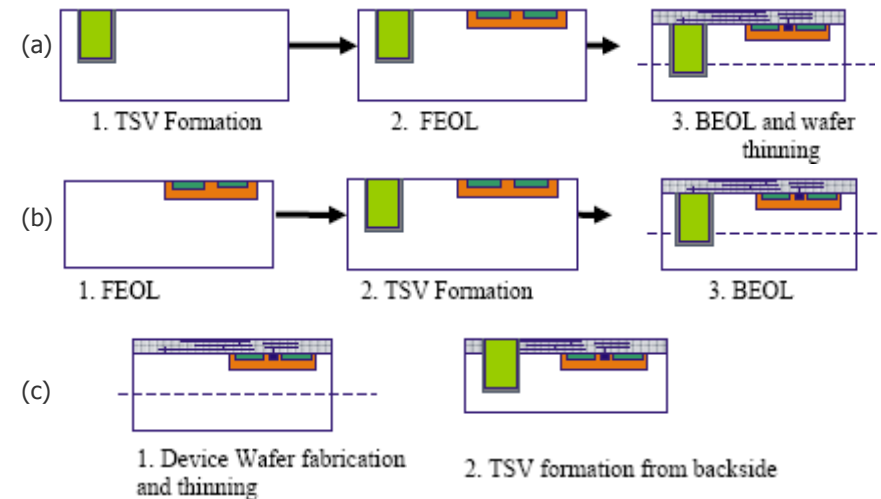 (a)
1. TSV Formation
2. FEOL
3. BEOL and wafer
thinning
(b)
1. FEOL
2. TSV Formation
3. BEOL
(c)
1. Device Wafer fabrication
and thinning
2. TSV formation from backside